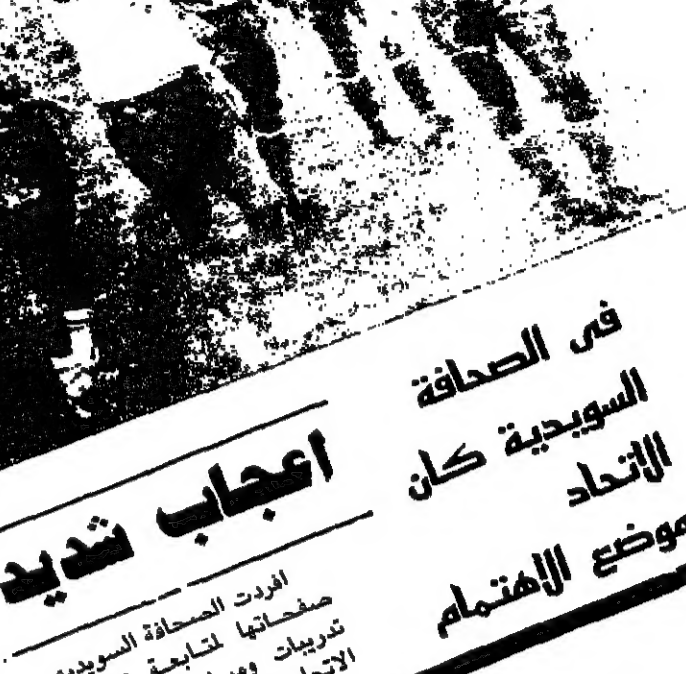 فى الصحافة
السويدية كان
الاتحاد
موضع الاهتمام
اعجاب شديد
افردت الصحافة السويدية
صفحاتها لمتابعة
تدريبات